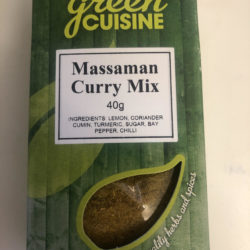 green
CUISINE
Massaman
Curry Mix
40g
INGREDIENTS: LEMON, CORIANDER
CUMIN, TURMERIC, SUGAR, BAY
PEPPER, CHILLI
herbs and spices